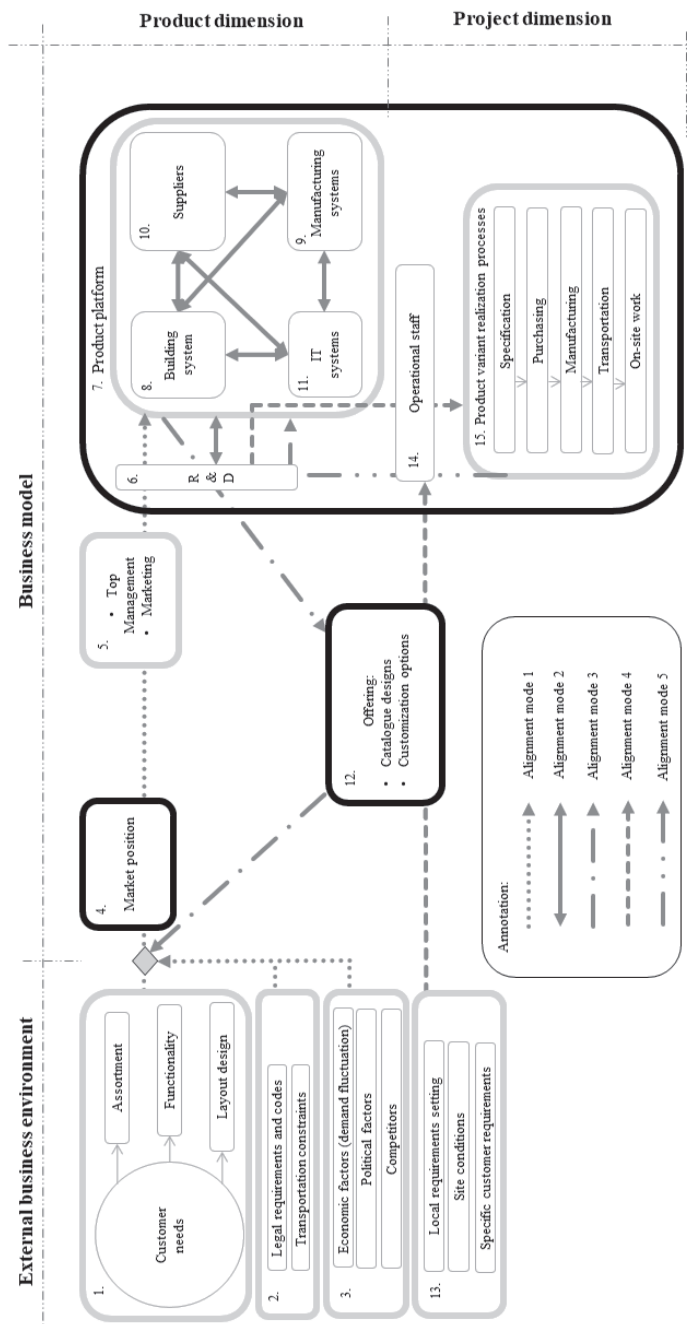 External business environment
Business model
Product dimension
Project dimension
1.
Customer
needs
Assortment
Functionality
Layout design
2.
Legal requirements and codes
Transportation constraints
3.
Economic factors (demand fluctuation)
Political factors
Competitors
13.
Local requirements setting
Site conditions
Specific customer requirements
4.
Market position
5.
• Top
Management
• Marketing
6.
R
&
D
7. Product platform
8.
Building
system
10.
Suppliers
11.
IT
systems
9.
Manufacturing
systems
12.
Offering:
• Catalogue designs
• Customization options
14.
Operational staff
15. Product variant realization processes
Specification
Purchasing
Manufacturing
Transportation
On-site work
Annotation:
Alignment mode 1
Alignment mode 2
Alignment mode 3
Alignment mode 4
Alignment mode 5